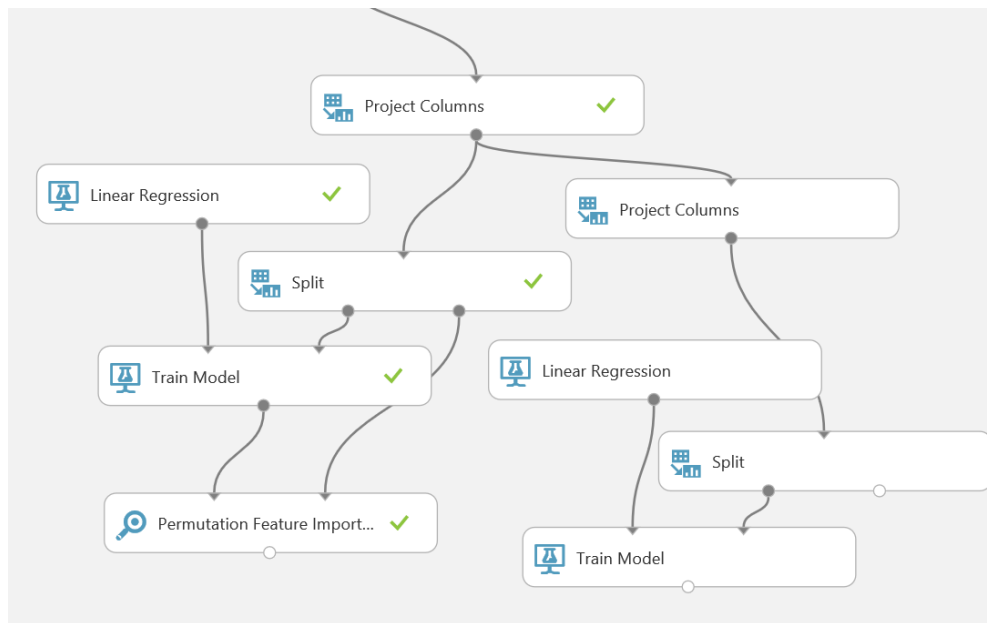 Project Columns
Linear Regression
Project Columns
Split
Train Model
Linear Regression
Split
Permutation Feature Import...
Train Model